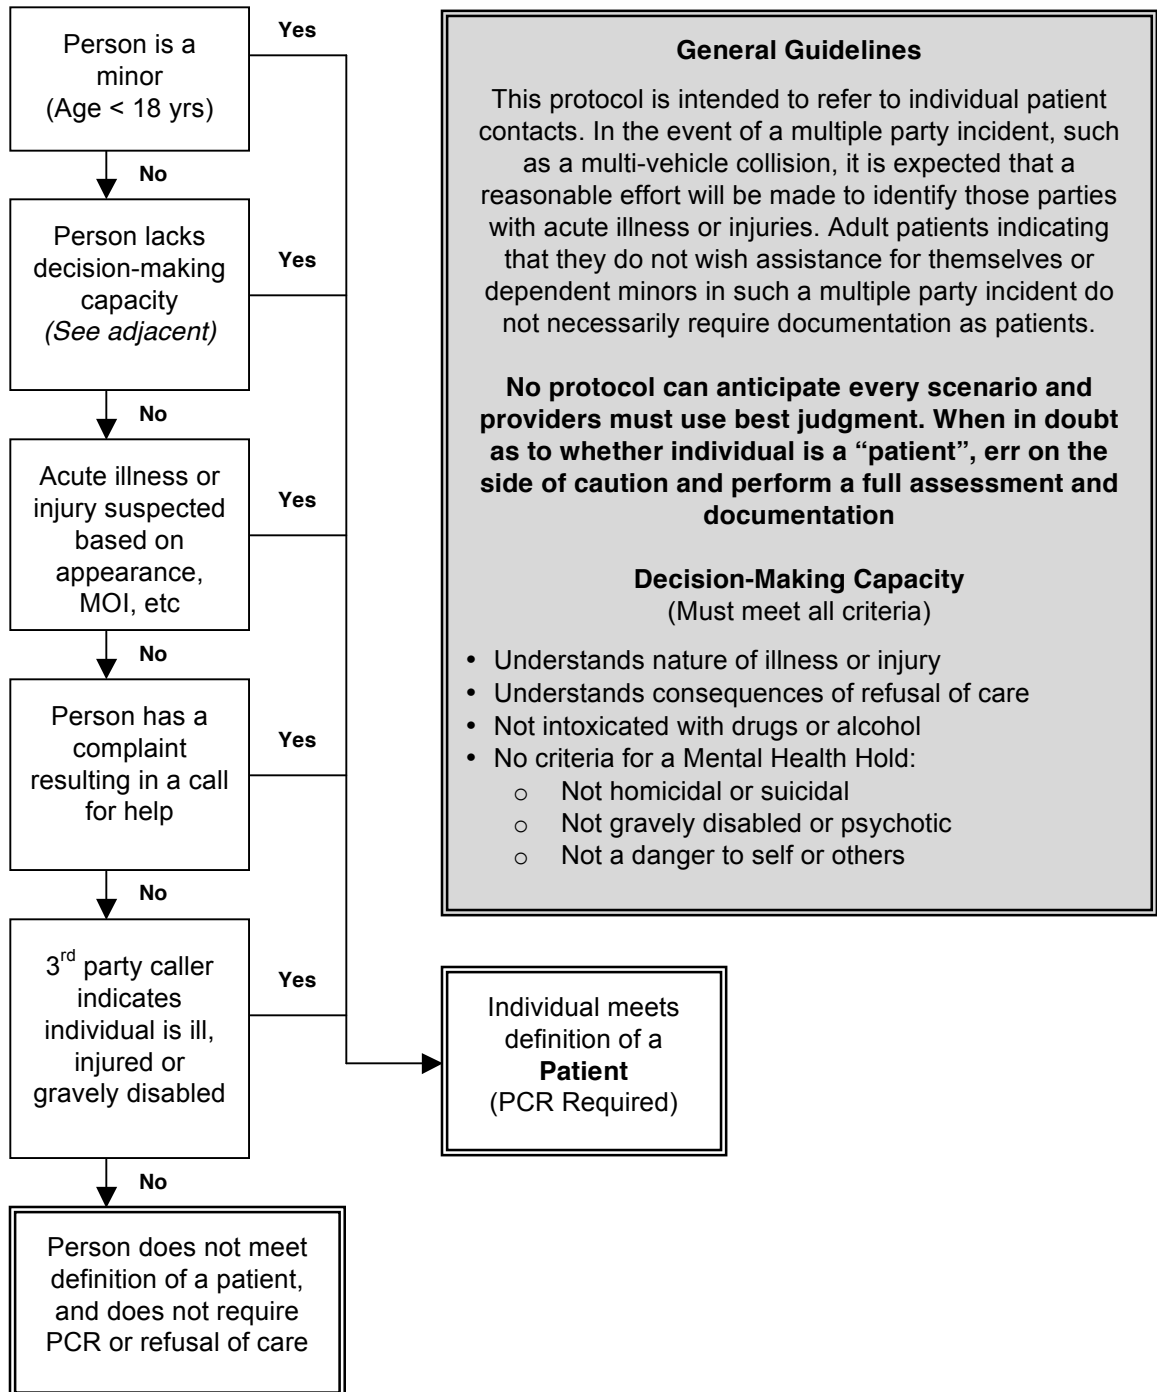 Person is a
minor
(Age < 18 yrs)
Yes
No
Person lacks
decision-making
capacity
(See adjacent)
Yes
No
Acute illness or
injury suspected
based on
appearance,
MOI, etc
Yes
No
Person has a
complaint
resulting in a call
for help
Yes
No
3rd party caller
indicates
individual is ill,
injured or
gravely disabled
Yes
No
Person does not meet
definition of a patient,
and does not require
PCR or refusal of care
Individual meets
definition of a
Patient
(PCR Required)
General Guidelines
This protocol is intended to refer to individual patient
contacts. In the event of a multiple party incident, such
as a multi-vehicle collision, it is expected that a
reasonable effort will be made to identify those parties
with acute illness or injuries. Adult patients indicating
that they do not wish assistance for themselves or
dependent minors in such a multiple party incident do
not necessarily require documentation as patients.
No protocol can anticipate every scenario and
providers must use best judgment. When in doubt
as to whether individual is a “patient”, err on the
side of caution and perform a full assessment and
documentation
Decision-Making Capacity
(Must meet all criteria)
• Understands nature of illness or injury
• Understands consequences of refusal of care
• Not intoxicated with drugs or alcohol
• No criteria for a Mental Health Hold:
o Not homicidal or suicidal
o Not gravely disabled or psychotic
o Not a danger to self or others